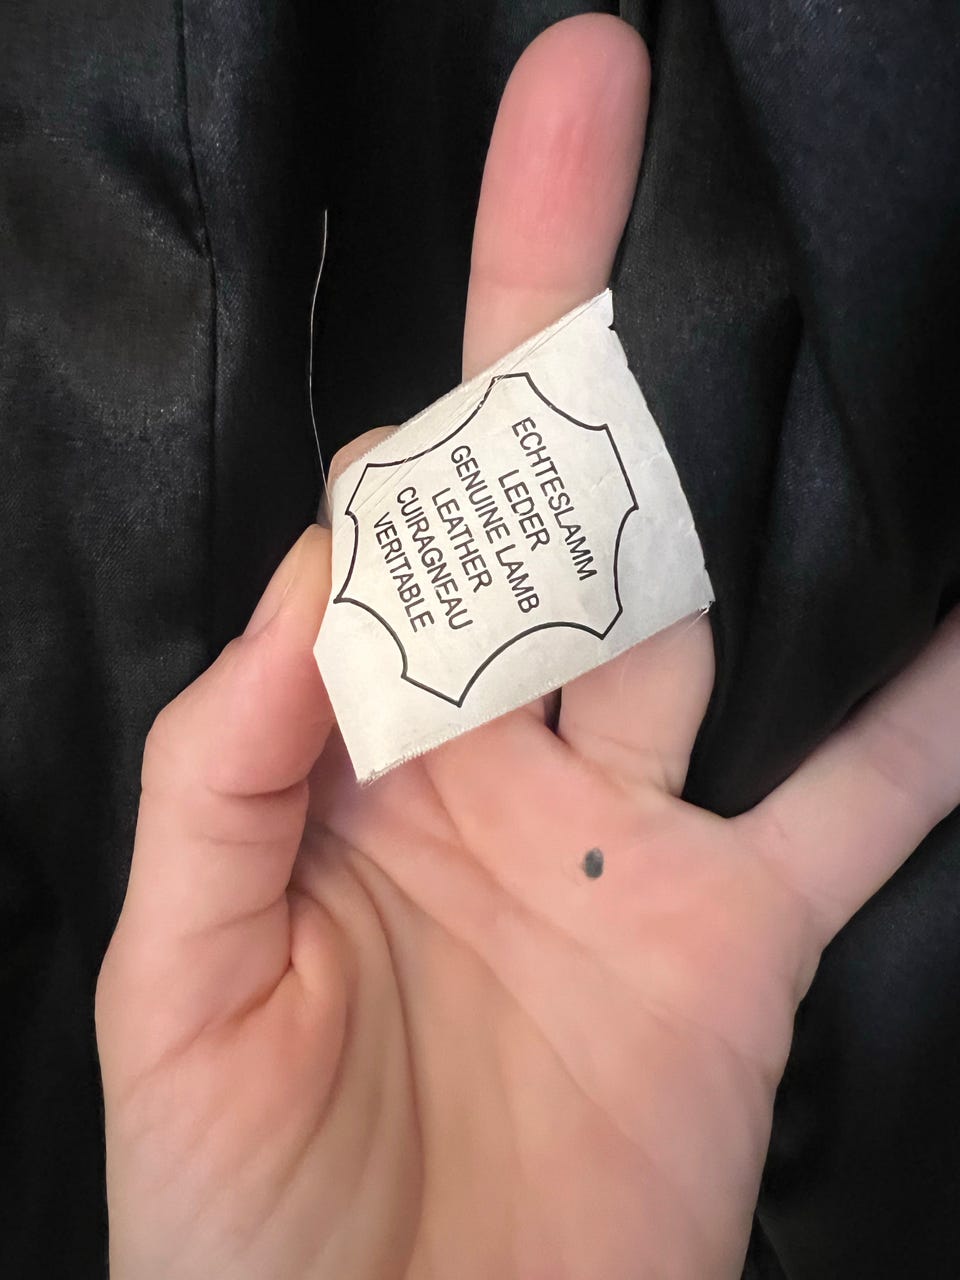 ECHTESLAMM
LEDER
GENUINE LAMB
LEATHER
CUIRAGNEAU
VERITABLE